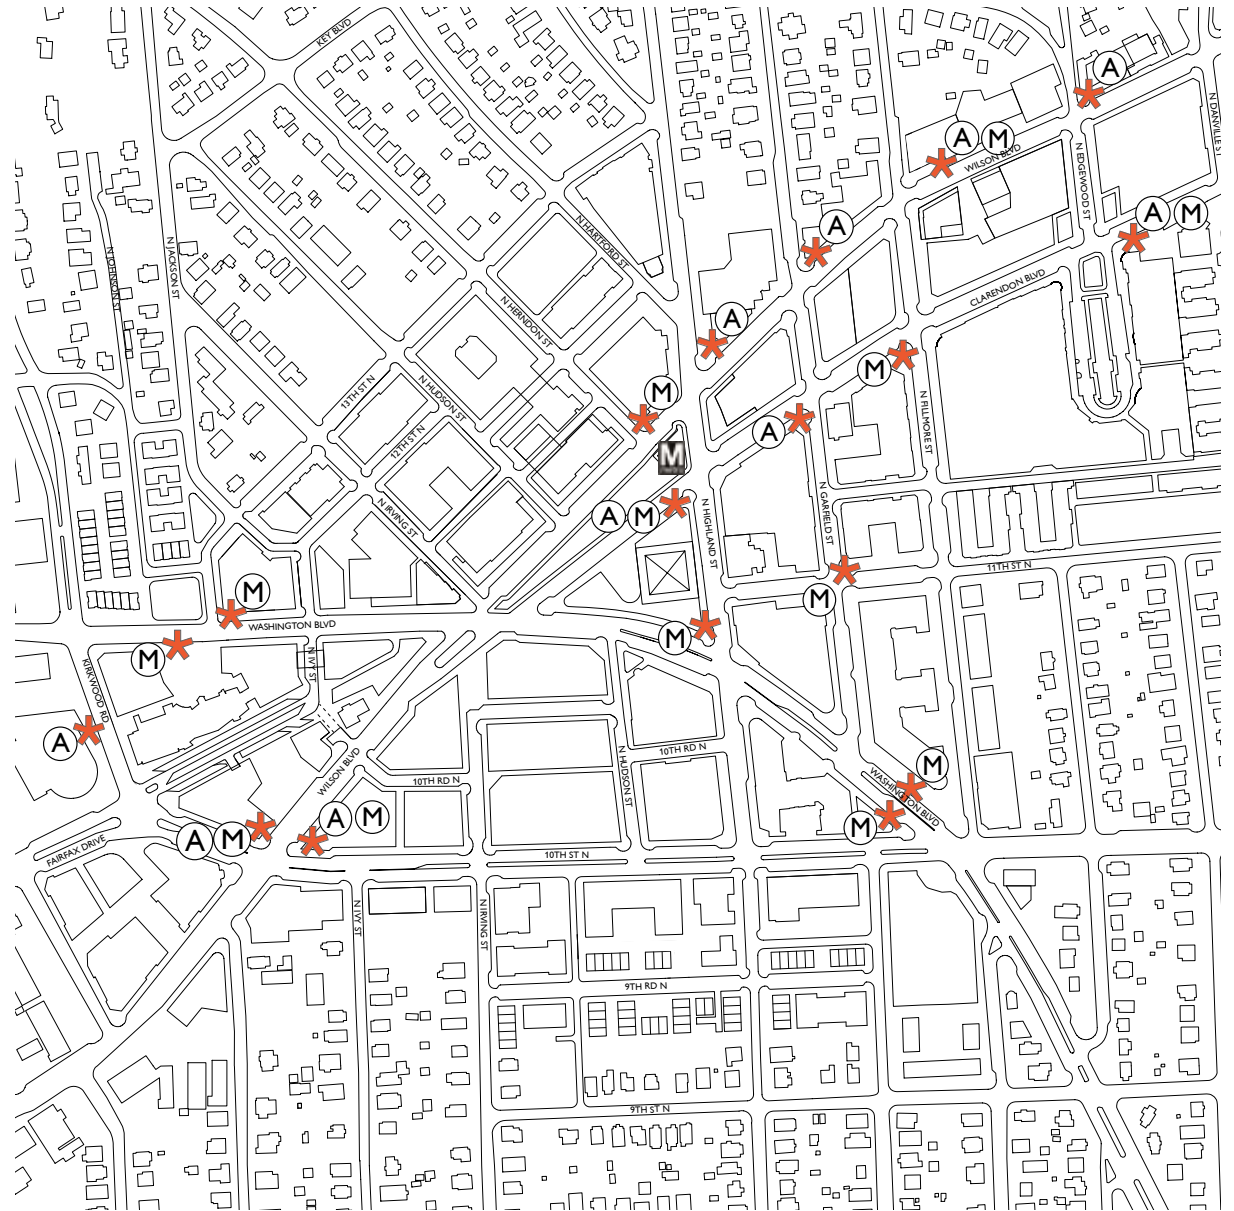 KEY BLVD
A
N DANVILLE ST
A M
WILSON BLVD
N EDGEWOOD ST
A M
A
N HARTFORD ST
N JOHNSON ST
N JACKSON ST
CLARENDON BLVD
N HERNDON ST
A
M
M
13TH ST N
N HUDSON ST
N FILLMORE ST
A
12TH ST N
M
A M
N IRVING ST
N HIGHLAND ST
N GARFIELD ST
11TH ST N
M
M
WASHINGTON BLVD
M
M
KIRKWOOD RD
N IVY ST
A
10TH RD N
N HUDSON ST
WILSON BLVD
10TH RD N
M
WASHINGTON BLVD
A M
A M
M
FAIRFAX DRIVE
10TH ST N
N IVY ST
N IRVING ST
9TH RD N
9TH ST N